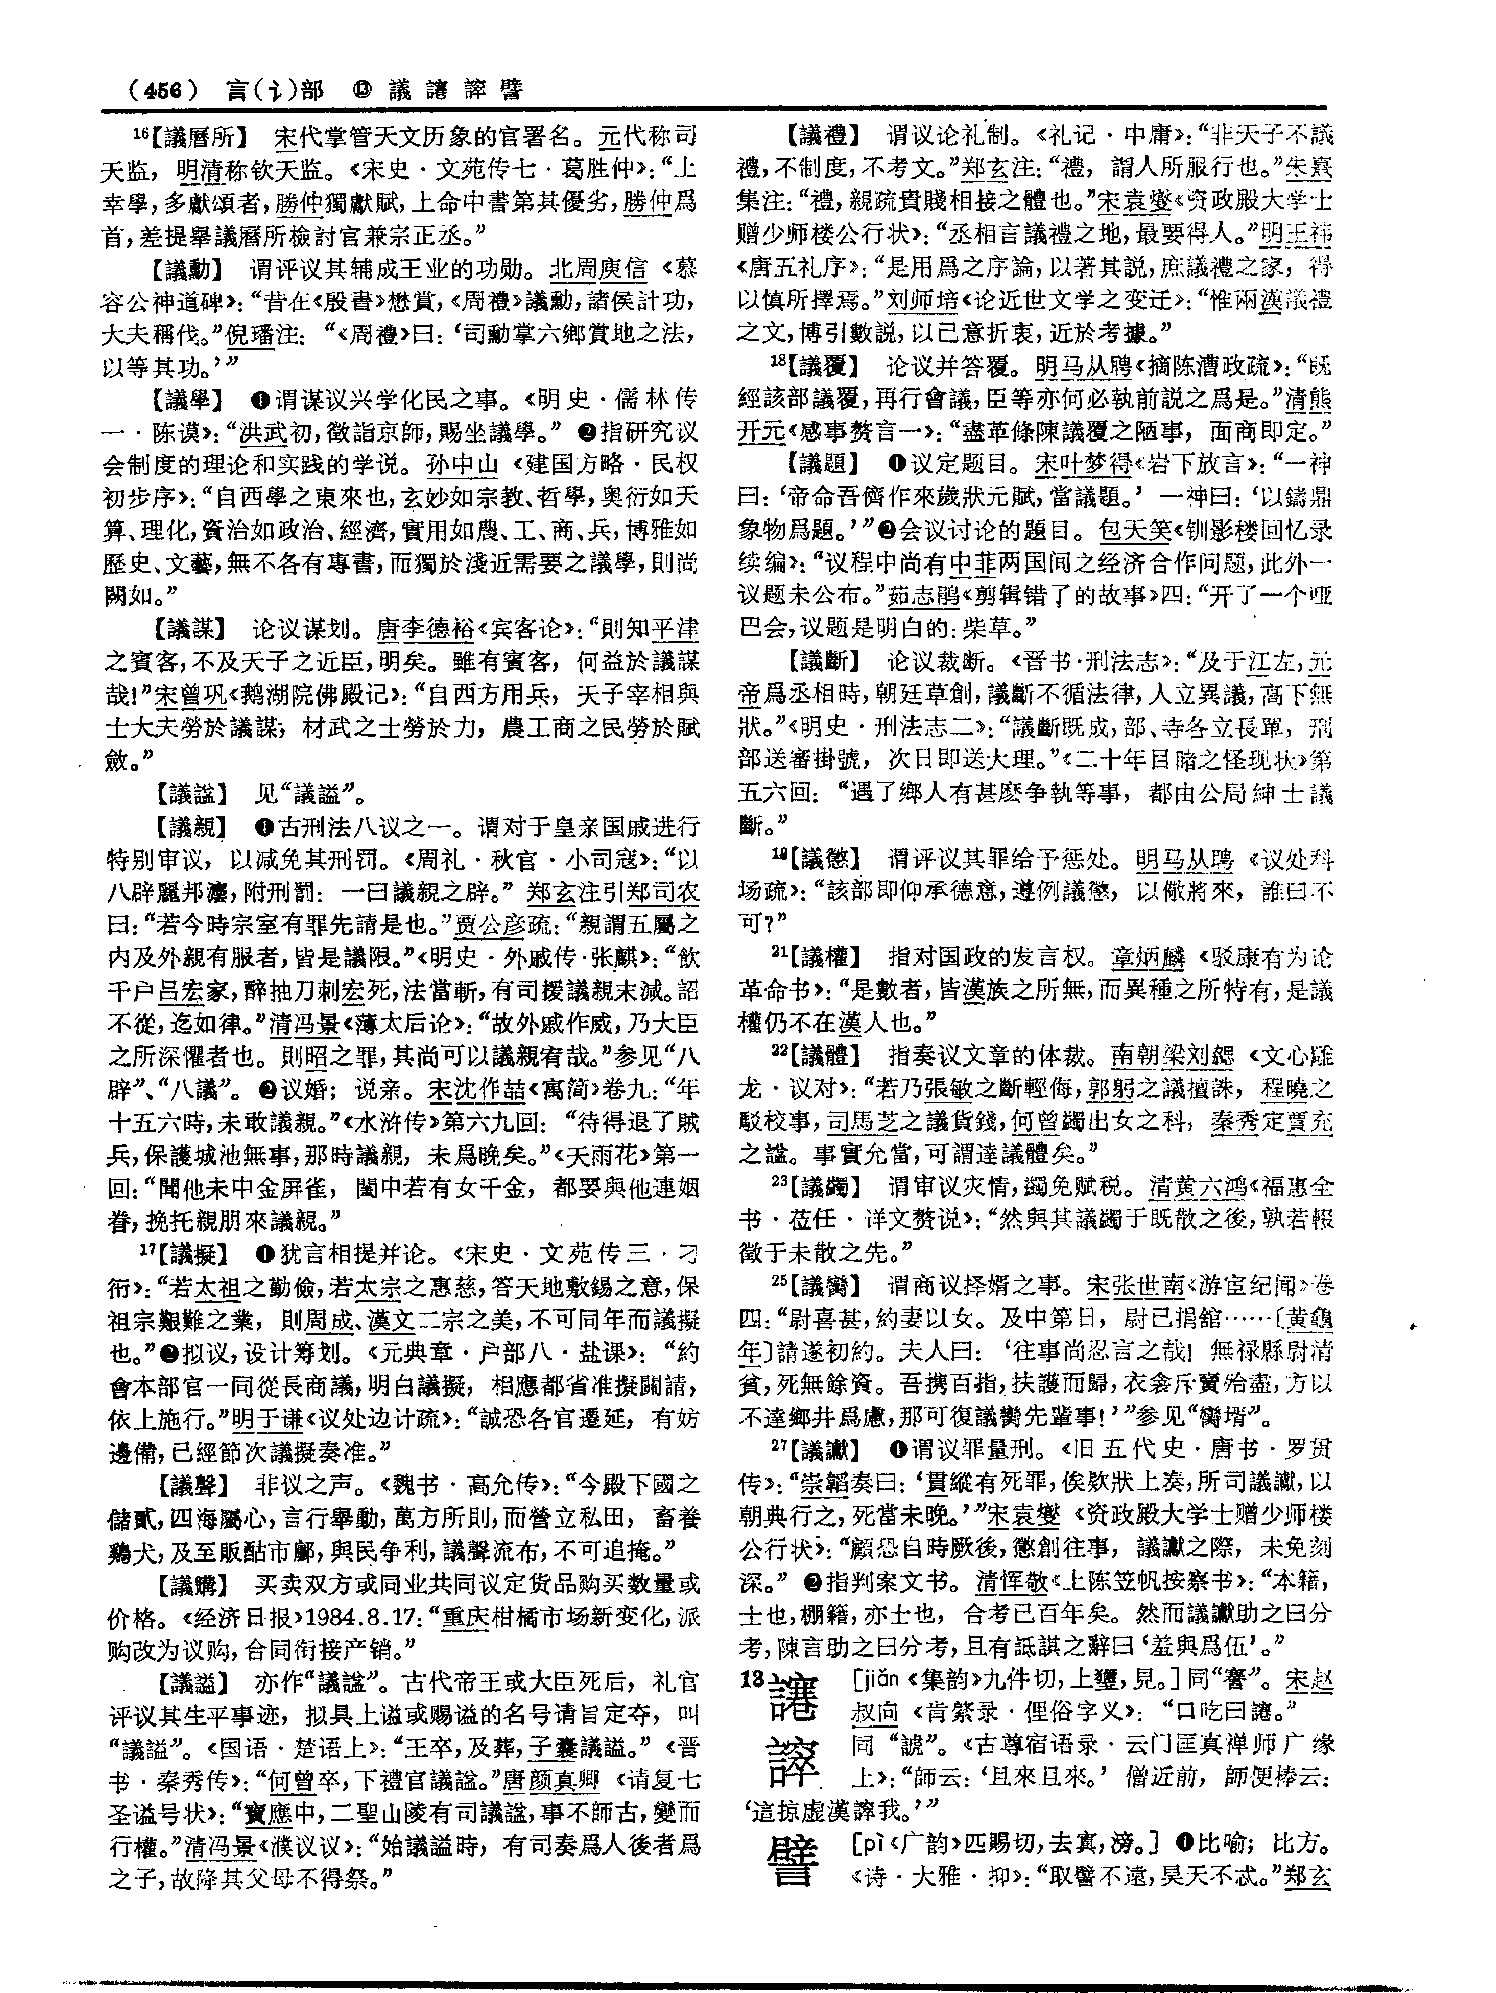 (456) 言(讠)部 ⓭ 議 謇 誶 譬
¹⁶【議曆所】 宋代掌管天文历象的官署名。元代称司
天监，明清称钦天监。《宋史·文苑传七·葛胜仲》：“上
幸學，多獻頌者，勝仲獨獻賦，上命中書第其優劣，勝仲爲
首，差提舉議曆所檢討官兼宗正丞。”
【議勳】 谓评议其辅成王业的功勋。北周庾信《慕
容公神道碑》：“昔在《殷書》懋賞，《周禮》議勳，諸侯計功，
大夫稱伐。”倪璠注：“《周禮》曰：‘司勳掌六鄉賞地之法，
以等其功。’”
【議學】 ❶谓谋议兴学化民之事。《明史·儒林传
一·陈谟》：“洪武初，徵詣京師，賜坐議學。” ❷指研究议
会制度的理论和实践的学说。孙中山《建国方略·民权
初步序》：“自西學之東來也，玄妙如宗教、哲學，奥衍如天
算、理化，資治如政治、經濟，實用如農、工、商、兵，博雅如
歷史、文藝，無不各有專書，而獨於淺近需要之議學，則尚
闕如。”
【議謀】 论议谋划。唐李德裕《宾客论》：“則知平津
之賓客，不及天子之近臣，明矣。雖有賓客，何益於議謀
哉！”宋曾巩《鹅湖院佛殿记》：“自西方用兵，天子宰相與
士大夫勞於議謀，材武之士勞於力，農工商之民勞於賦
斂。”
【議諡】 见“議謚”。
【議親】 ❶古刑法八议之一。谓对于皇亲国戚进行
特别审议，以减免其刑罚。《周礼·秋官·小司寇》：“以
八辟麗邦灋，附刑罰：一曰議親之辟。”郑玄注引郑司农
曰：“若今時宗室有罪先請是也。”贾公彦疏：“親謂五屬之
内及外親有服者，皆是議限。”《明史·外戚传·张麒》：“飲
千户吕宏家，醉抽刀刺宏死，法當斬，有司援議親末減。詔
不從，迄如律。”清冯景《薄太后论》：“故外戚作威，乃大臣
之所深懼者也。則昭之罪，其尚可以議親宥哉。”参见“八
辟”、“八議”。 ❷议婚；说亲。宋沈作喆《寓简》卷九：“年
十五六時，未敢議親。”《水浒传》第六九回：“待得退了賊
兵，保護城池無事，那時議親，未爲晚矣。”《天雨花》第一
回：“聞他未中金屏雀，閨中若有女千金，都要與他連姻
眷，挽托親朋來議親。”
¹⁷【議擬】 ❶犹言相提并论。《宋史·文苑传三·刁
衎》：“若太祖之勤儉，若太宗之惠慈，答天地敷錫之意，保
祖宗艱難之業，則周成、漢文二宗之美，不可同年而議擬
也。”❷拟议，设计筹划。《元典章·户部八·盐课》：“約
會本部官一同從長商議，明白議擬，相應都省准擬開請，
依上施行。”明于谦《议处边计疏》：“誠恐各官遷延，有妨
邊備，已經節次議擬奏准。”
【議聲】 非议之声。《魏书·高允传》：“今殿下國之
儲貳，四海屬心，言行舉動，萬方所則，而營立私田，畜養
鷄犬，及至販酤市鄽，與民争利，議聲流布，不可追掩。”
【議購】 买卖双方或同业共同议定货品购买数量或
价格。《经济日报》1984.8.17：“重庆柑橘市场新变化，派
购改为议购，合同衔接产销。”
【議謚】 亦作“議諡”。古代帝王或大臣死后，礼官
评议其生平事迹，拟具上谥或赐谥的名号请旨定夺，叫
“議謚”。《国语·楚语上》：“王卒，及葬，子囊議謚。”《晋
书·秦秀传》：“何曾卒，下禮官議諡。”唐颜真卿《请复七
圣谥号状》：“寶應中，二聖山陵有司議諡，事不師古，變而
行權。”清冯景《濮议议》：“始議謚時，有司奏爲人後者爲
之子，故降其父母不得祭。”
【議禮】 谓议论礼制。《礼记·中庸》：“非天子不議
禮，不制度，不考文。”郑玄注：“禮，謂人所服行也。”朱熹
集注：“禮，親疏貴賤相接之體也。”宋袁燮《资政殿大学士
赠少师楼公行状》：“丞相言議禮之地，最要得人。”明王祎
《唐五礼序》：“是用爲之序論，以著其説，庶議禮之家，得
以慎所擇焉。”刘师培《论近世文学之变迁》：“惟兩漢議禮
之文，博引數説，以己意折衷，近於考據。”
¹⁸【議覆】 论议并答覆。明马从聘《摘陈漕政疏》：“既
經該部議覆，再行會議，臣等亦何必執前説之爲是。”清熊
开元《感事赘言一》：“盡革條陳議覆之陋事，面商即定。”
【議題】 ❶议定题目。宋叶梦得《岩下放言》：“一神
曰：‘帝命吾儕作來歲狀元賦，當議題。’一神曰：‘以鑄鼎
象物爲題。’”❷会议讨论的题目。包天笑《钏影楼回忆录
续编》：“议程中尚有中菲两国间之经济合作问题，此外一
议题未公布。”茹志鹃《剪辑错了的故事》四：“开了一个哑
巴会，议题是明白的：柴草。”
【議斷】 论议裁断。《晋书·刑法志》：“及于江左，元
帝爲丞相時，朝廷草創，議斷不循法律，人立異議，高下無
狀。”《明史·刑法志二》：“議斷既成，部、寺各立長單，刑
部送審掛號，次日即送大理。”《二十年目睹之怪现状》第
五六回：“遇了鄉人有甚麽争執等事，都由公局紳士議
斷。”
¹⁹【議懲】 谓评议其罪给予惩处。明马从聘《议处科
场疏》：“該部即仰承德意，遵例議懲，以儆將來，誰曰不
可？”
²¹【議權】 指对国政的发言权。章炳麟《驳康有为论
革命书》：“是數者，皆漢族之所無，而異種之所特有，是議
權仍不在漢人也。”
²²【議體】 指奏议文章的体裁。南朝梁刘勰《文心雕
龙·议对》：“若乃張敏之斷輕侮，郭躬之議擅誅，程曉之
駁校事，司馬芝之議貨錢，何曾蠲出女之科，秦秀定賈充
之諡。事實允當，可謂達議體矣。”
²³【議蠲】 谓审议灾情，蠲免赋税。清黄六鸿《福惠全
书·莅任·详文赘说》：“然與其議蠲于既散之後，孰若報
徵于未散之先。”
²⁵【議臠】 谓商议择婿之事。宋张世南《游宦纪闻》卷
四：“尉喜甚，約妻以女。及中第日，尉已捐舘……〔黄龜
年〕請遂初約。夫人曰：‘往事尚忍言之哉！無禄縣尉清
貧，死無餘資。吾携百指，扶護而歸，衣衾斥賣殆盡，方以
不達鄉井爲慮，那可復議臠先輩事！’”参见“臠壻”。
²⁷【議讞】 ❶谓议罪量刑。《旧五代史·唐书·罗贯
传》：“崇韜奏曰：‘貫縱有死罪，俟欵狀上奏，所司議讞，以
朝典行之，死當未晚。’”宋袁燮《资政殿大学士赠少师楼
公行状》：“顧恐自時厥後，懲創往事，議讞之際，未免刻
深。” ❷指判案文书。清恽敬《上陈笠帆按察书》：“本籍，
士也，棚籍，亦士也，合考已百年矣。然而議讞助之曰分
考，陳言助之曰分考，且有詆諆之辭曰‘羞與爲伍’。”
13 [jiǎn《集韵》九件切，上獮，見。]同“謇”。宋赵
叔向《肯綮录·俚俗字义》：“口吃曰

同“謔”。《古尊宿语录·云门匡真禅师广缘
上》：“師云：‘且來且來。’僧近前，師便棒云：
‘這掠虚漢誶我。’”
譬 [pì《广韵》匹賜切，去寘，滂。] ❶比喻；比方。
《诗·大雅·抑》：“取譬不遠，昊天不忒。”郑玄